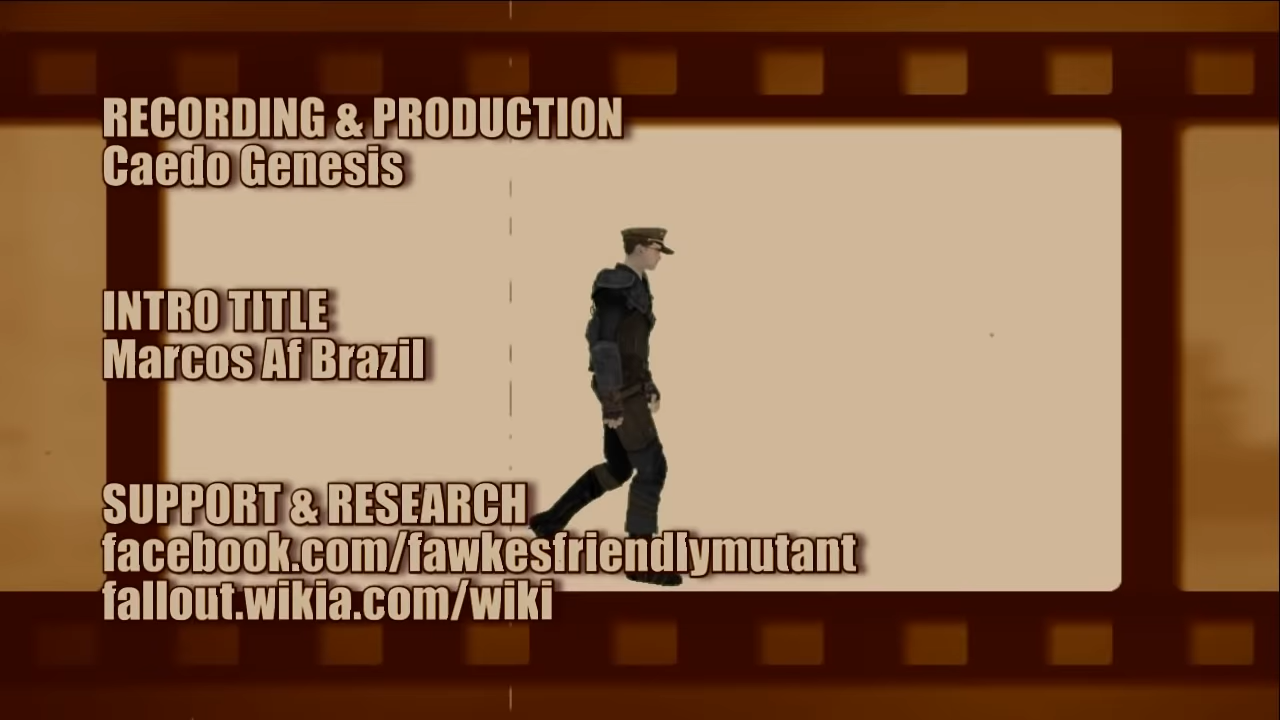 RECORDING & PRODUCTION
Caedo Genesis
INTRO TITLE
Marcos Af Brazil
SUPPORT & RESEARCH
facebook.com/fawkesfriendlymutant
fallout.wikia.com/wiki